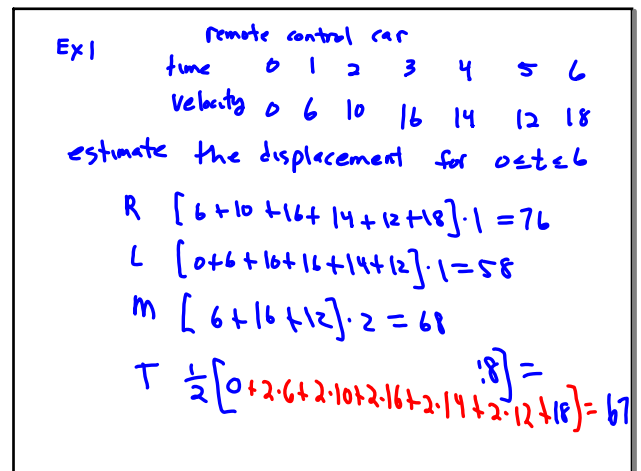 Ex1 remote control car
time 0 1 2 3 4 5 6
velocity 0 6 10 16 14 12 18
estimate the displacement for 0≤t≤6
R [6+10+16+14+12+18]·1=76
L [0+6+10+16+14+12]·1=58
M [6+16+12]·2=68
T 1/2[0 18]=
+2·6+2·10+2·16+2·14+2·12+18]=67